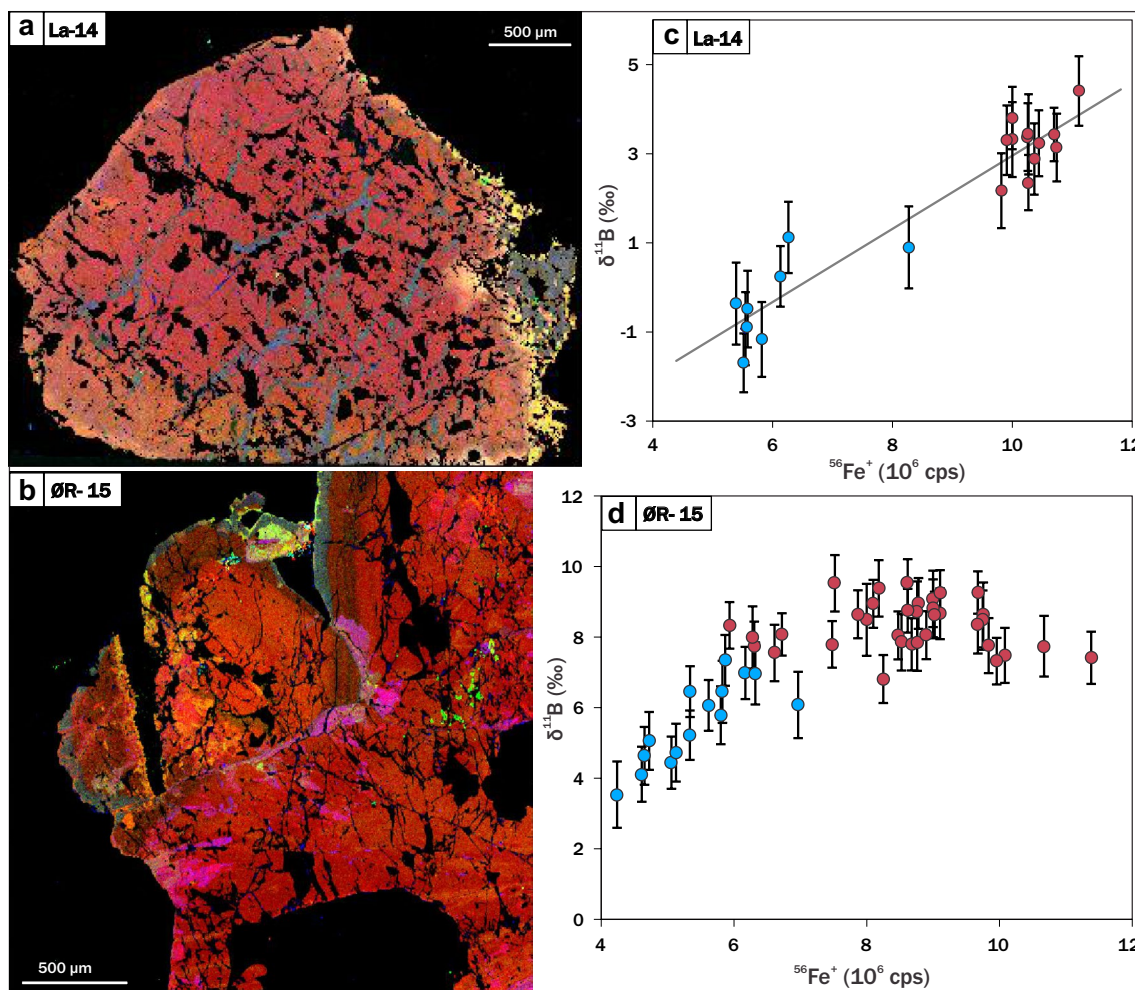 a La-14
500 µm
c La-14
5
3
1
-1
-3
δ¹¹B (‰)
4 6 8 10 12
⁵⁶Fe⁺ (10⁶ cps)
b ØR- 15
500 µm
d ØR- 15
12
10
8
6
4
2
0
δ¹¹B (‰)
4 6 8 10 12
⁵⁶Fe⁺ (10⁶ cps)